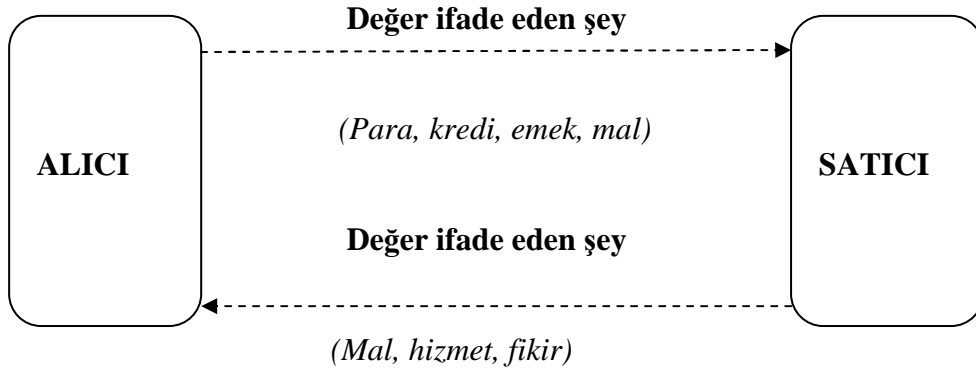 Değer ifade eden şey
(Para, kredi, emek, mal)
ALICI
SATICI
Değer ifade eden şey
(Mal, hizmet, fikir)